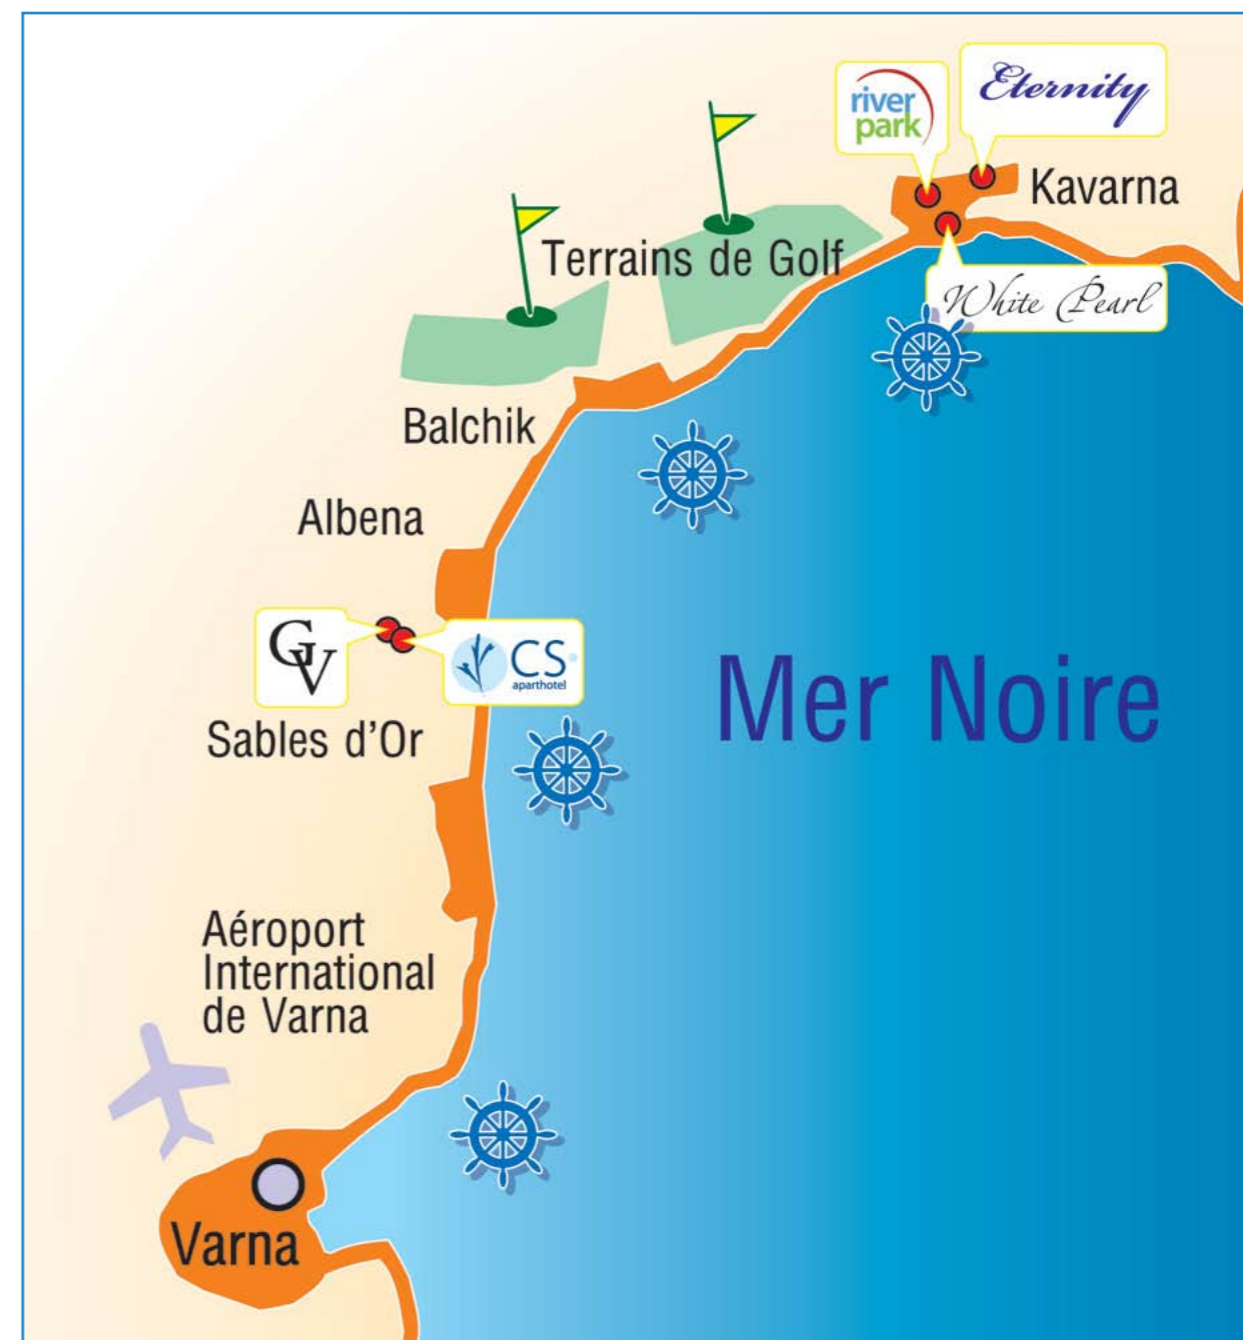 Eternity
river
park
Kavarna
Terrains de Golf
White Pearl
Balchik
Albena
GV
CS
aparthotel
Mer Noire
Sables d'Or
Aéroport
International
de Varna
Varna